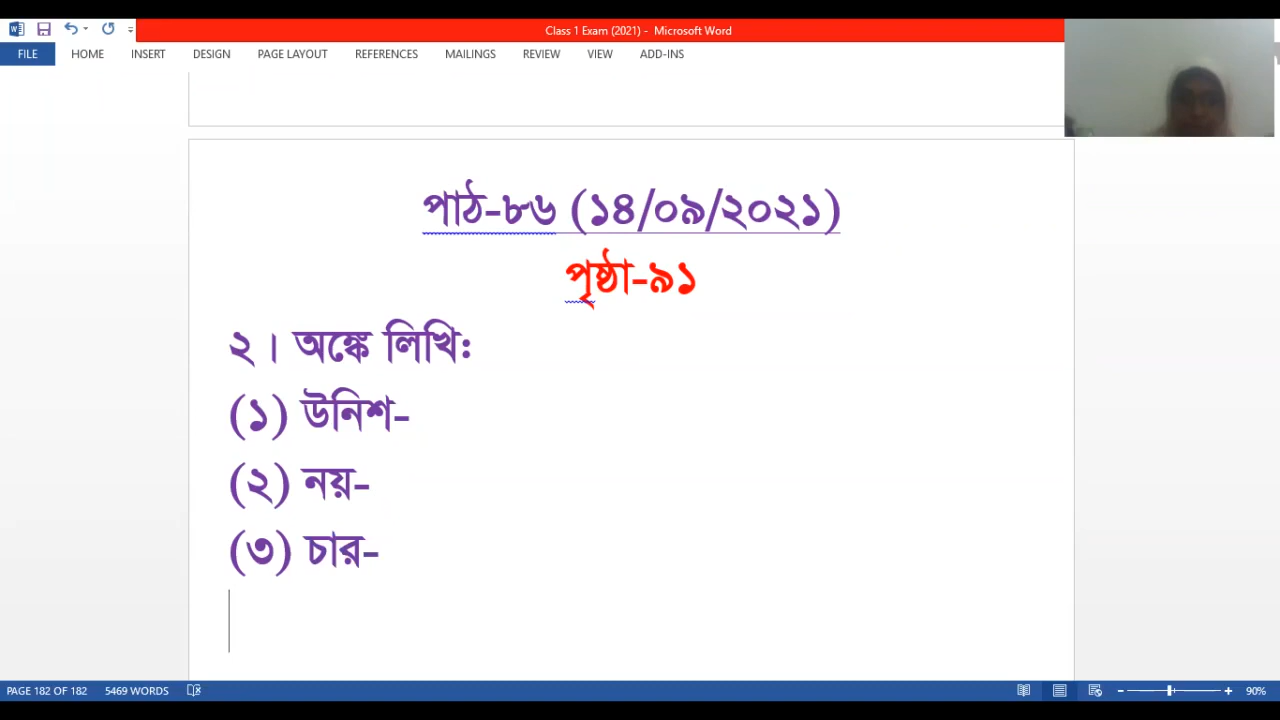 Class 1 Exam (2021) - Microsoft Word
FILE HOME INSERT DESIGN PAGE LAYOUT REFERENCES MAILINGS REVIEW VIEW ADD-INS
পাঠ-৮৬ (১৪/০৯/২০২১)
পৃষ্ঠা-৯১
২। অঙ্কে লিখিঃ
(১) উনিশ-
(২) নয়-
(৩) চার-
PAGE 182 OF 182 5469 WORDS 90%